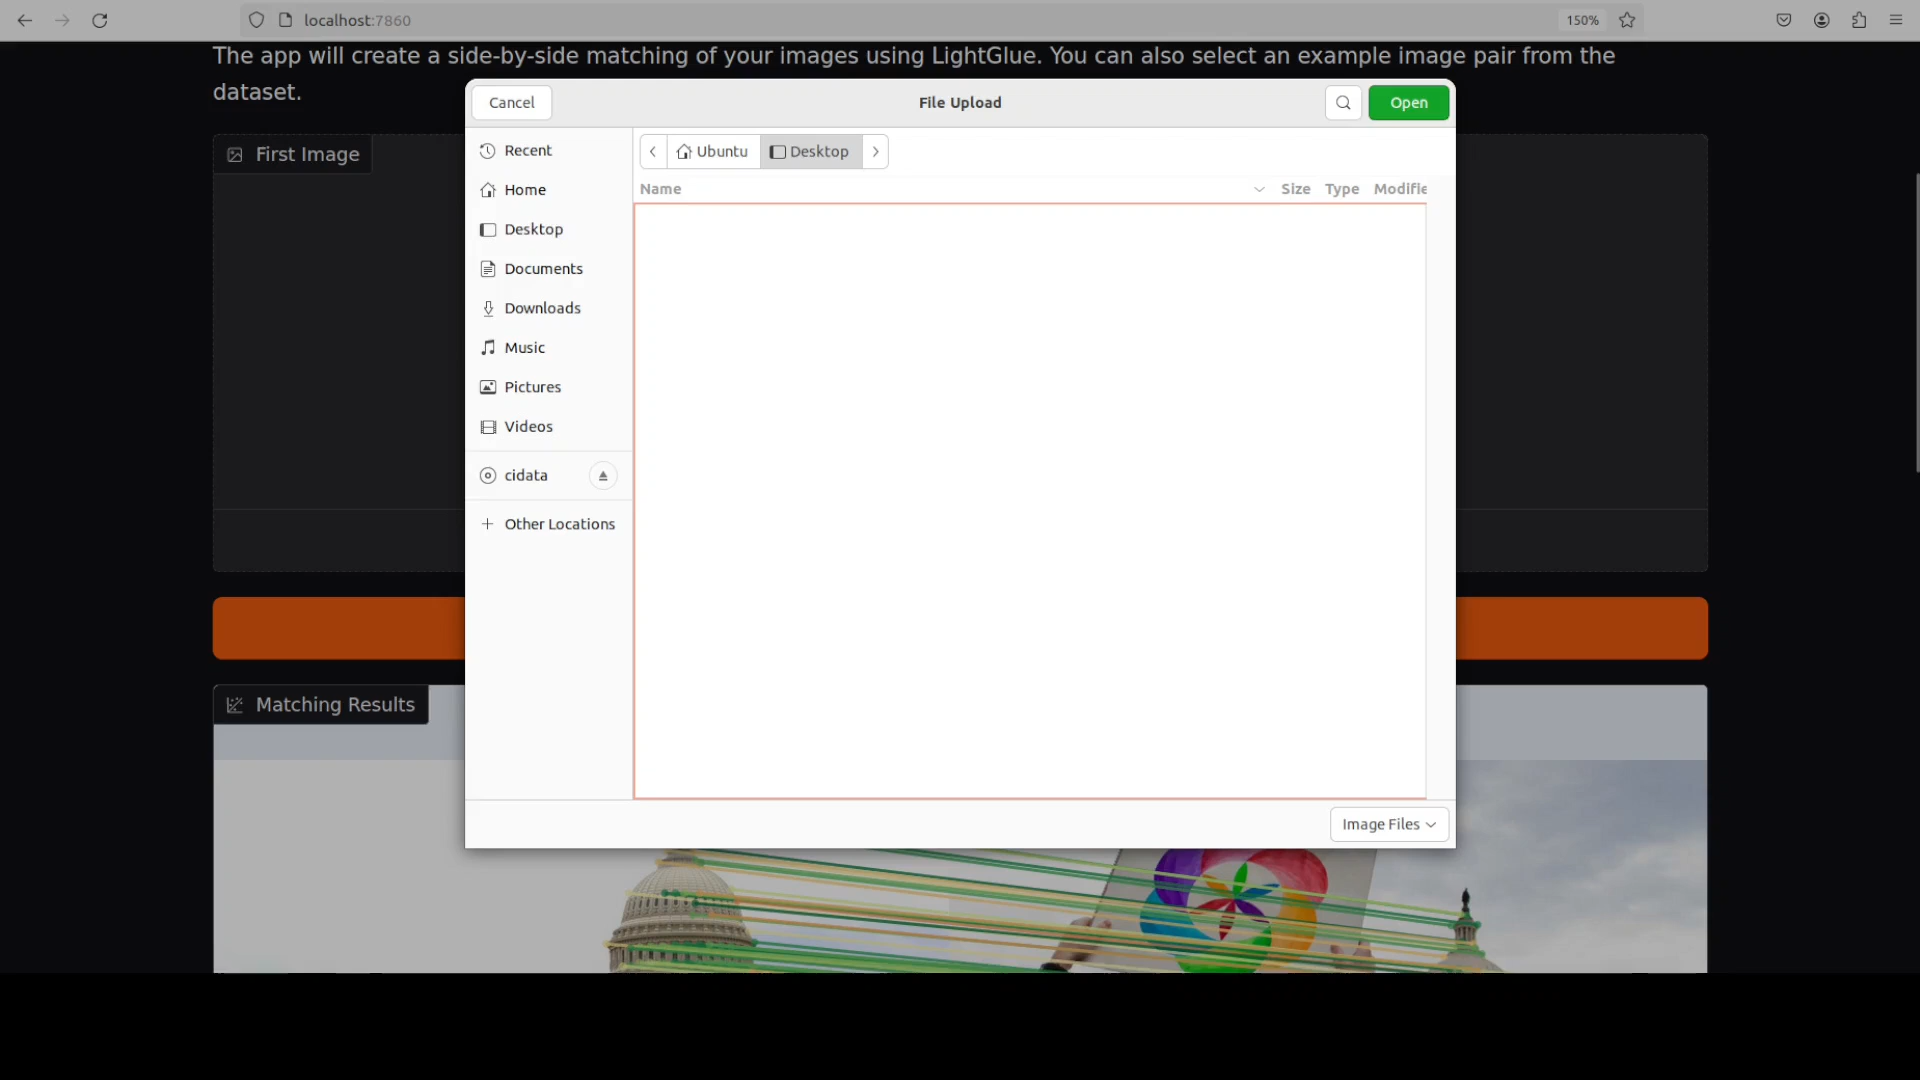 localhost:7860
150%
The app will create a side-by-side matching of your images using LightGlue. You can also select an example image pair from the
dataset.
Cancel
File Upload
Open
First Image
Recent
Home
Desktop
Documents
Downloads
Music
Pictures
Videos
cidata
Other Locations
Ubuntu
Desktop
Name
Size
Type
Modifie
Image Files
Matching Results